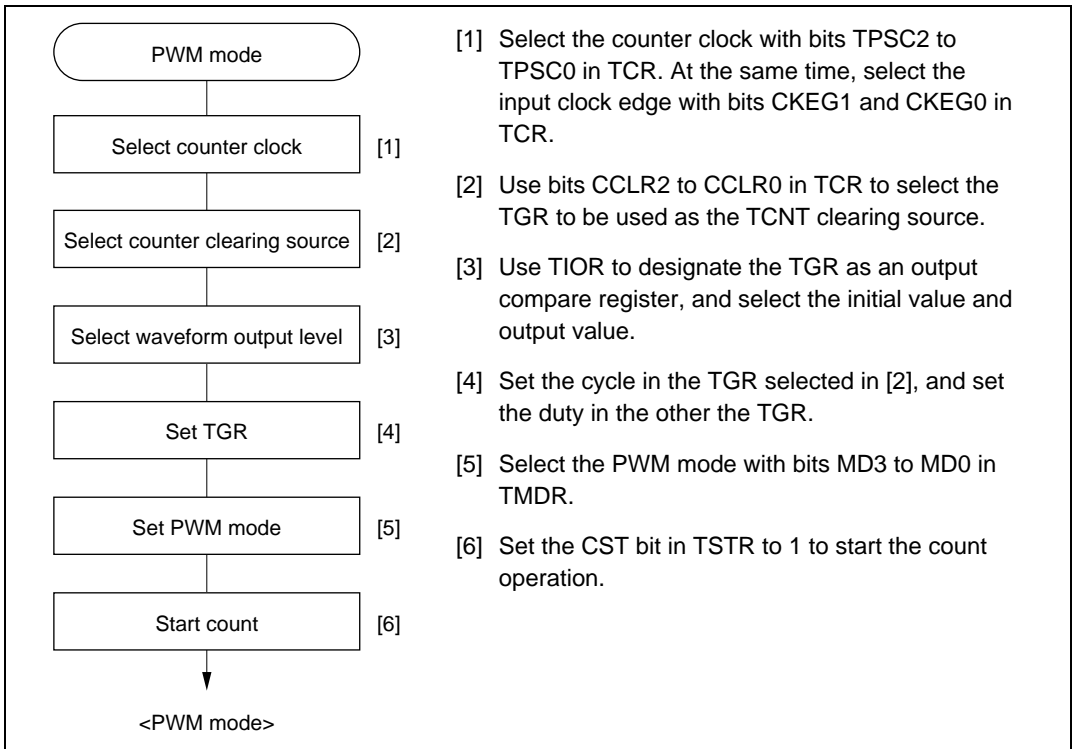 PWM mode
Select counter clock [1]
Select counter clearing source [2]
Select waveform output level [3]
Set TGR [4]
Set PWM mode [5]
Start count [6]
<PWM mode>
[1] Select the counter clock with bits TPSC2 to
TPSC0 in TCR. At the same time, select the
input clock edge with bits CKEG1 and CKEG0 in
TCR.
[2] Use bits CCLR2 to CCLR0 in TCR to select the
TGR to be used as the TCNT clearing source.
[3] Use TIOR to designate the TGR as an output
compare register, and select the initial value and
output value.
[4] Set the cycle in the TGR selected in [2], and set
the duty in the other the TGR.
[5] Select the PWM mode with bits MD3 to MD0 in
TMDR.
[6] Set the CST bit in TSTR to 1 to start the count
operation.